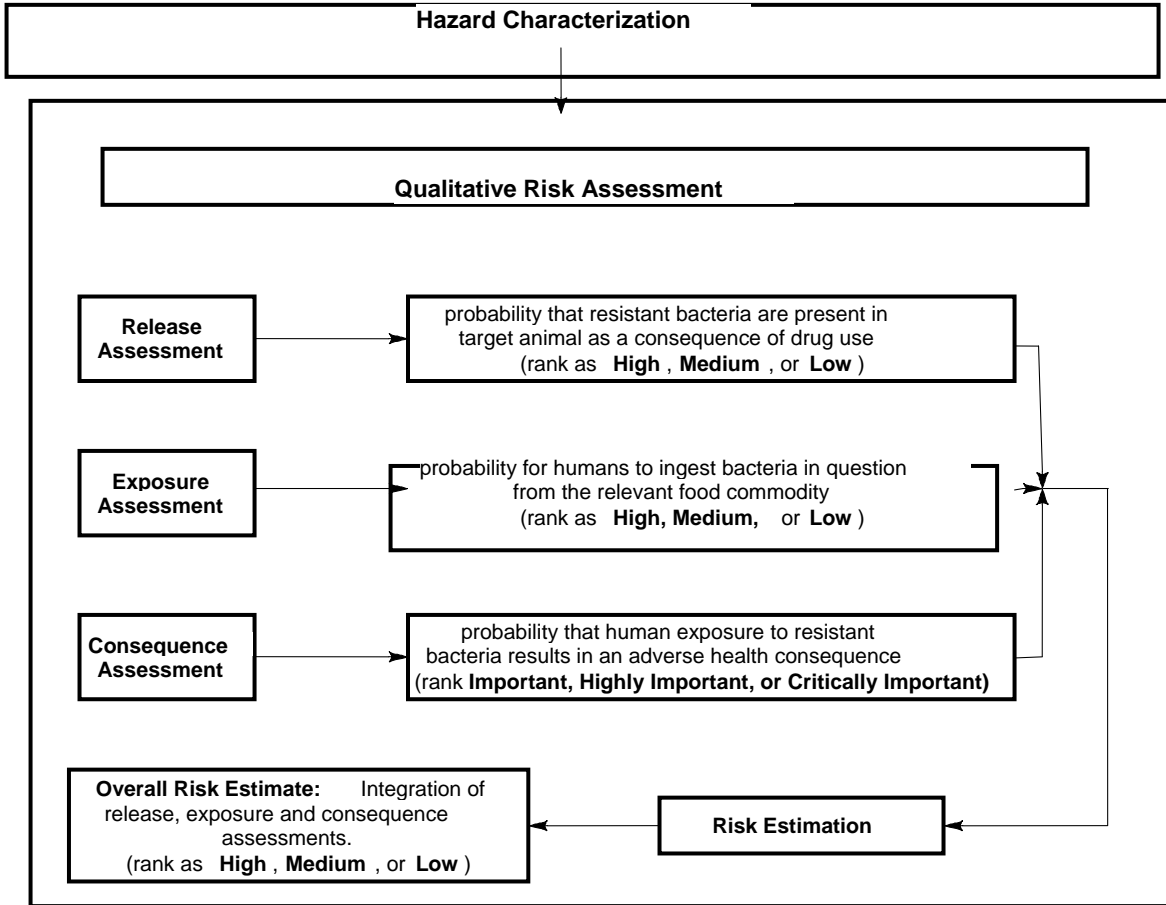 Hazard Characterization
Qualitative Risk Assessment
Release
Assessment
probability that resistant bacteria are present in
target animal as a consequence of drug use
(rank as High , Medium , or Low )
Exposure
Assessment
probability for humans to ingest bacteria in question
from the relevant food commodity
(rank as High, Medium, or Low )
Consequence
Assessment
probability that human exposure to resistant
bacteria results in an adverse health consequence
(rank Important, Highly Important, or Critically Important)
Overall Risk Estimate: Integration of
release, exposure and consequence
assessments.
(rank as High , Medium , or Low )
Risk Estimation